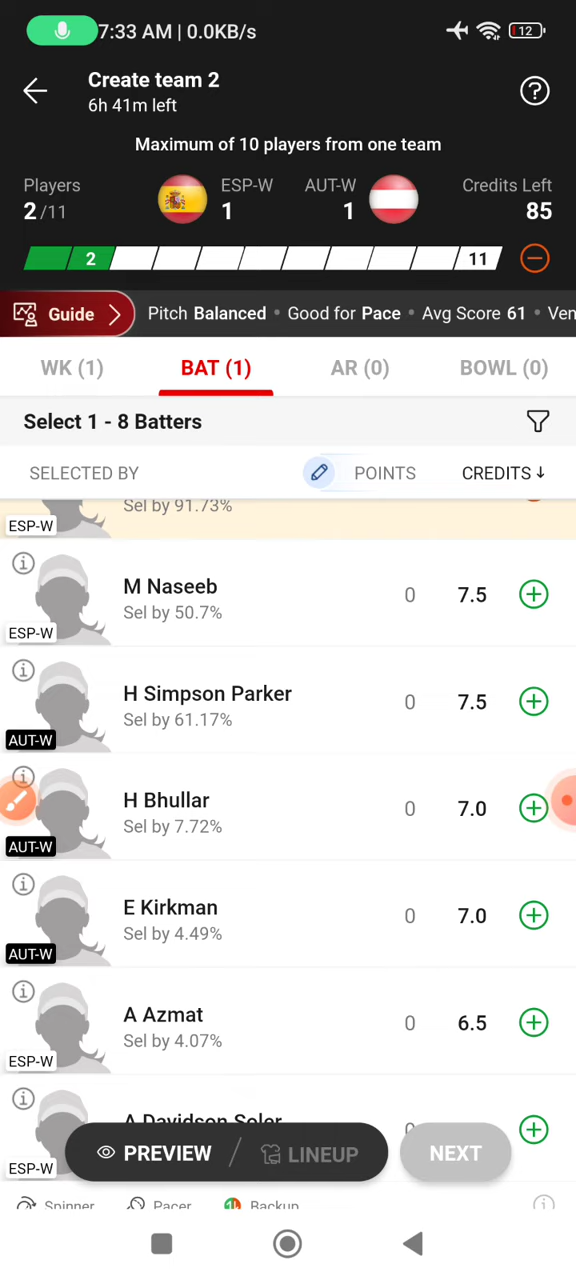 7:33 AM | 0.0KB/s
12
Create team 2
6h 41m left
?
Maximum of 10 players from one team
Players ESP-W AUT-W Credits Left
2/11 1 1 85
2 11
Guide Pitch Balanced • Good for Pace • Avg Score 61 • Ven
WK (1) BAT (1) AR (0) BOWL (0)
Select 1 - 8 Batters
SELECTED BY POINTS CREDITS↓
Sel by 91.73%
ESP-W
M Naseeb 0 7.5
Sel by 50.7%
ESP-W
H Simpson Parker 0 7.5
Sel by 61.17%
AUT-W
H Bhullar 0 7.0
Sel by 7.72%
AUT-W
E Kirkman 0 7.0
Sel by 4.49%
AUT-W
A Azmat 0 6.5
Sel by 4.07%
ESP-W
A Davidson Soler 0
ESP-W
PREVIEW / LINEUP NEXT
Spinner Pacer Backup